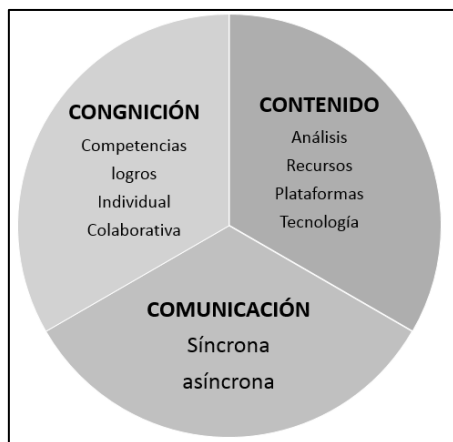 CONGNICIÓN
Competencias
logros
Individual
Colaborativa
CONTENIDO
Análisis
Recursos
Plataformas
Tecnología
COMUNICACIÓN
Síncrona
asíncrona